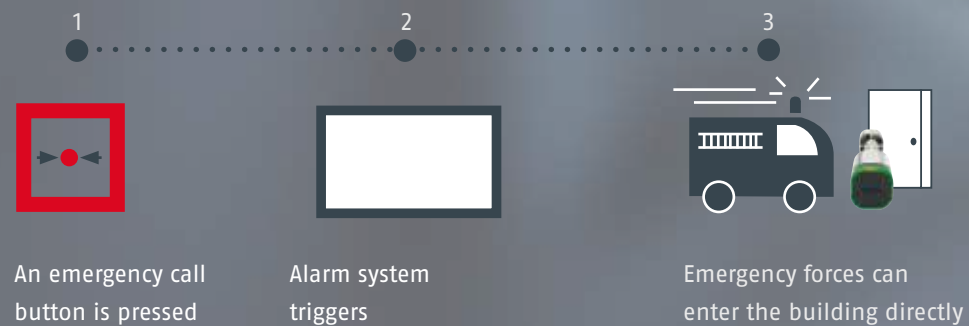 1
2
3
An emergency call
button is pressed
Alarm system
triggers
Emergency forces can
enter the building directly